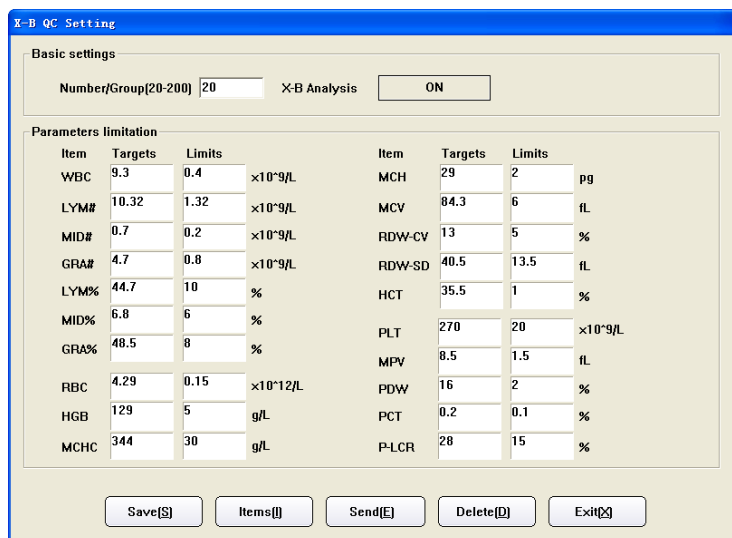 X-B QC Setting
Basic settings
Number/Group(20-200) 20 X-B Analysis ON
Parameters limitation
Item Targets Limits Item Targets Limits
WBC 9.3 0.4 ×10^9/L MCH 29 2 pg
LYM# 10.32 1.32 ×10^9/L MCV 84.3 6 fL
MID# 0.7 0.2 ×10^9/L RDW-CV 13 5 %
GRA# 4.7 0.8 ×10^9/L RDW-SD 40.5 13.5 fL
LYM% 44.7 10 % HCT 35.5 1 %
MID% 6.8 6 % PLT 270 20 ×10^9/L
GRA% 48.5 8 % MPV 8.5 1.5 fL
RBC 4.29 0.15 ×10^12/L PDW 16 2 %
HGB 129 5 g/L PCT 0.2 0.1 %
MCHC 344 30 g/L P-LCR 28 15 %
Save(S) Items(I) Send(E) Delete(D) Exit(X)